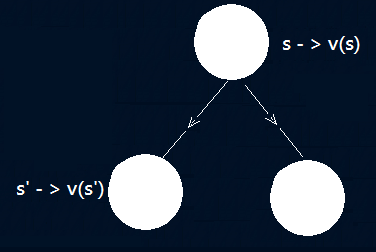 s - > v(s)
s' - > v(s')